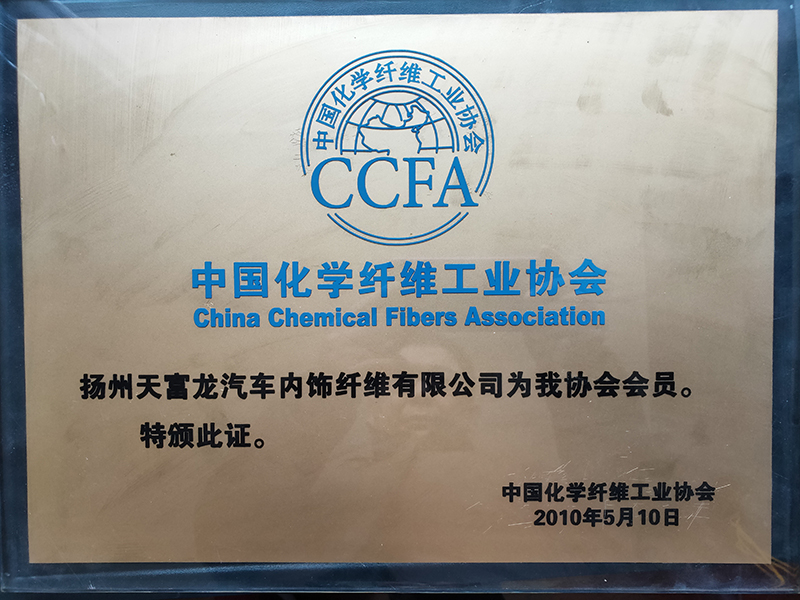 中国化学纤维工业协会
CCFA
中国化学纤维工业协会
China Chemical Fibers Association
扬州天富龙汽车内饰纤维有限公司为我协会会员。
特颁此证。
中国化学纤维工业协会
2010年5月10日